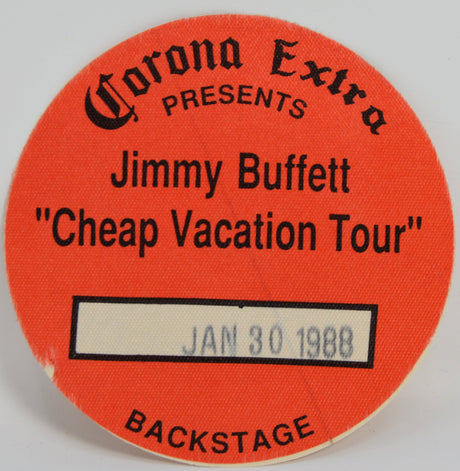 Corona Extra
PRESENTS
Jimmy Buffett
"Cheap Vacation Tour"
JAN 30 1988
BACKSTAGE